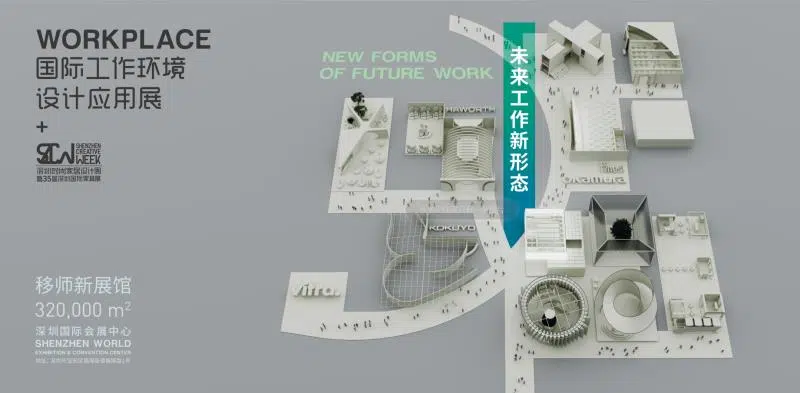 WORKPLACE
国际工作环境
设计应用展
+
SCW SHENZHEN
CREATIVE
WEEK
深圳时尚家居设计周
暨35届深圳国际家具展
移师新展馆
320,000 m²
深圳国际会展中心
SHENZHEN WORLD
EXHIBITION & CONVENTION CENTER
NEW FORMS
OF FUTURE WORK
未来工作新形态
HAWORTH
KOKUYO
vitra.
Okamura